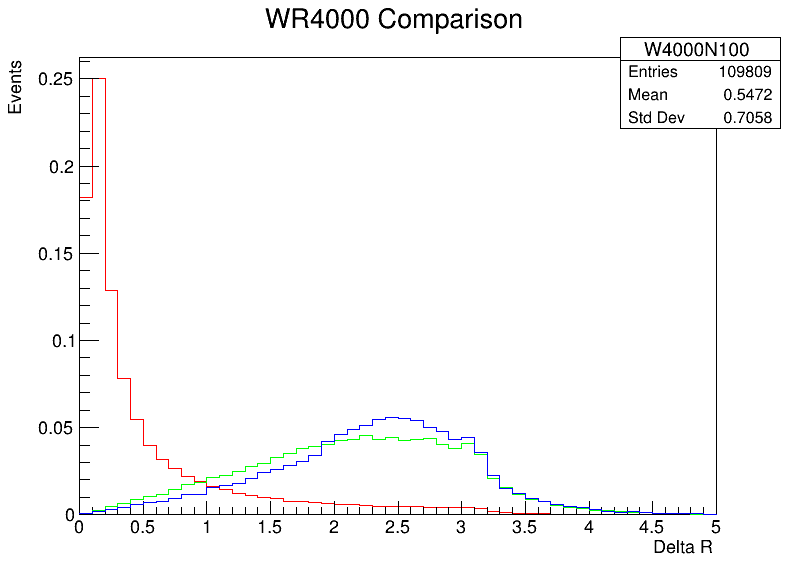 WR4000 Comparison
W4000N100
Entries 109809
Mean 0.5472
Std Dev 0.7058
Events
0.25
0.2
0.15
0.1
0.05
0
0 0.5 1 1.5 2 2.5 3 3.5 4 4.5 5
Delta R